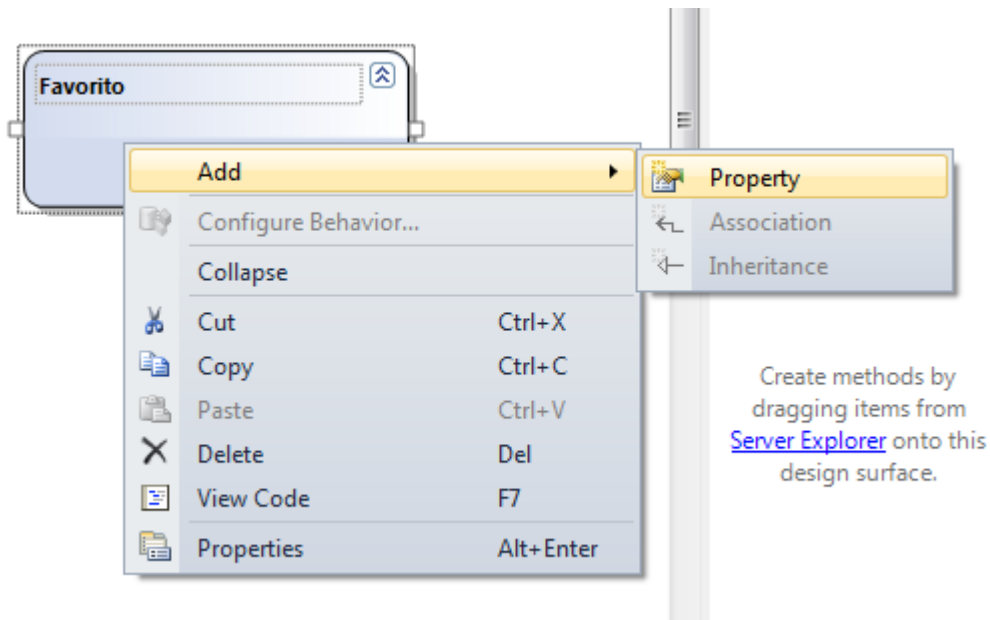 Favorito
Add
Property
Configure Behavior...
Association
Collapse
Inheritance
Cut Ctrl+X
Copy Ctrl+C
Paste Ctrl+V
Delete Del
View Code F7
Properties Alt+Enter
Create methods by
dragging items from
Server Explorer onto this
design surface.